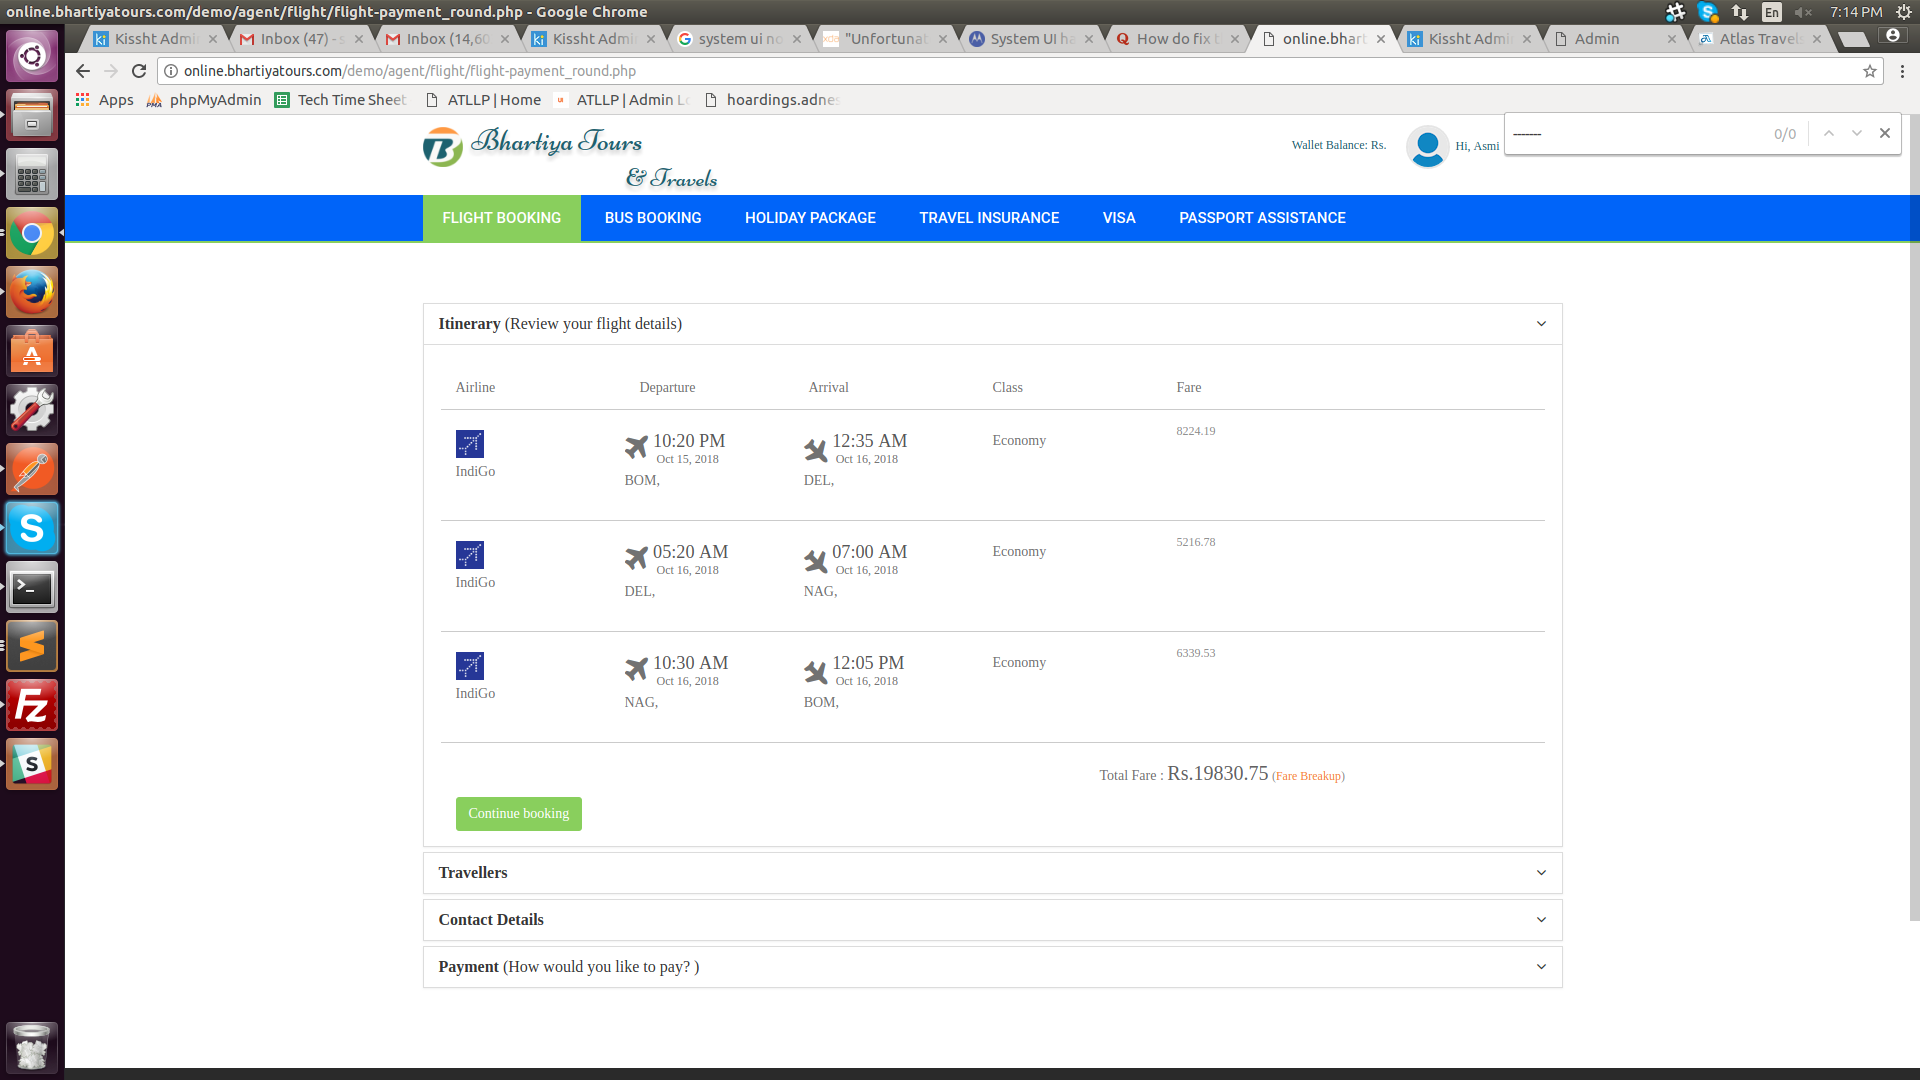 online.bhartiyatours.com/demo/agent/flight/flight-payment_round.php - Google Chrome
En
7:14 PM
Kissht Admi
Inbox (47) - s
Inbox (14,60
Kissht Admi
system ui no
"Unfortunat
System UI ha
How do fix t
online.bhart
Kissht Admi
Admin
Atlas Travel
online.bhartiyatours.com/demo/agent/flight/flight-payment_round.php
Apps
phpMyAdmin
Tech Time Sheet
ATLLP | Home
ATLLP | Admin Lo
hoardings.adnes
-------
0/0
Bhartiya Tours
& Travels
Wallet Balance: Rs.
Hi, Asmi
FLIGHT BOOKING
BUS BOOKING
HOLIDAY PACKAGE
TRAVEL INSURANCE
VISA
PASSPORT ASSISTANCE
Itinerary (Review your flight details)
Airline
Departure
Arrival
Class
Fare
IndiGo
10:20 PM
Oct 15, 2018
BOM,
12:35 AM
Oct 16, 2018
DEL,
Economy
8224.19
IndiGo
05:20 AM
Oct 16, 2018
DEL,
07:00 AM
Oct 16, 2018
NAG,
Economy
5216.78
IndiGo
10:30 AM
Oct 16, 2018
NAG,
12:05 PM
Oct 16, 2018
BOM,
Economy
6339.53
Total Fare : Rs.19830.75 (Fare Breakup)
Continue booking
Travellers
Contact Details
Payment (How would you like to pay? )